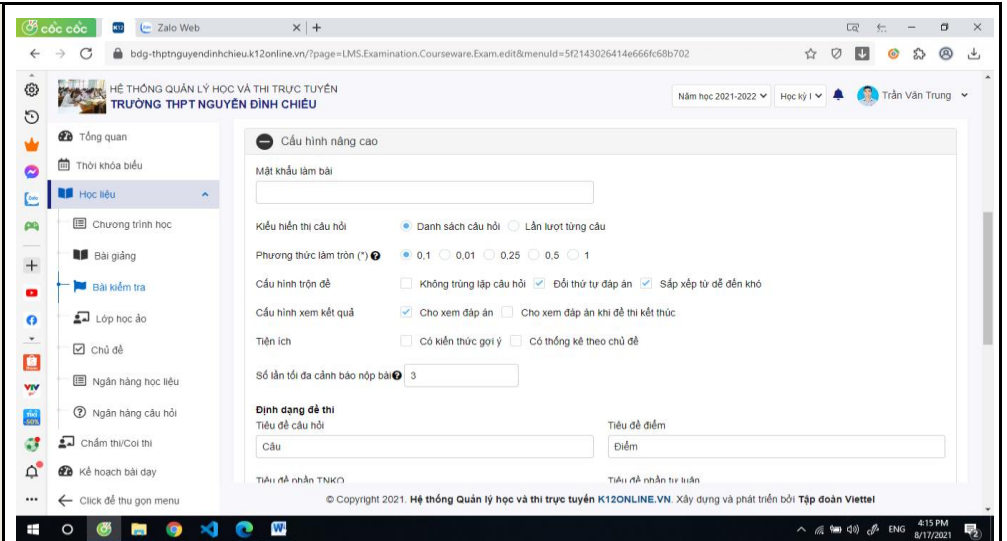 cốc cốc K12 Zalo Web
bdg-thptnguyendinhchieu.k12online.vn/?page=LMS.Examination.Courseware.Exam.edit&menuId=5f2143026414e666fc68b702
HỆ THỐNG QUẢN LÝ HỌC VÀ THI TRỰC TUYẾN
TRƯỜNG THPT NGUYỄN ĐÌNH CHIỂU
Năm học 2021-2022 Học kỳ I Trần Văn Trung
Tổng quan
Thời khóa biểu
Học liệu
Chương trình học
Bài giảng
Bài kiểm tra
Lớp học ảo
Chủ đề
Ngân hàng học liệu
Ngân hàng câu hỏi
Chấm thi/Coi thi
Kế hoạch bài dạy
Click để thu gọn menu
Cấu hình nâng cao
Mật khẩu làm bài
Kiểu hiển thị câu hỏi Danh sách câu hỏi Lần lượt từng câu
Phương thức làm tròn (*) 0,1 0,01 0,25 0,5 1
Cấu hình trộn đề Không trùng lặp câu hỏi Đổi thứ tự đáp án Sắp xếp từ dễ đến khó
Cấu hình xem kết quả Cho xem đáp án Cho xem đáp án khi đề thi kết thúc
Tiện ích Có kiến thức gợi ý Có thống kê theo chủ đề
Số lần tối đa cảnh báo nộp bài 3
Định dạng đề thi
Tiêu đề câu hỏi Tiêu đề điểm
Câu Điểm
Tiêu đề phần TNKQ Tiêu đề phần tự luận
© Copyright 2021. Hệ thống Quản lý học và thi trực tuyến K12ONLINE.VN. Xây dựng và phát triển bởi Tập đoàn Viettel
ENG 4:15 PM
8/17/2021 2